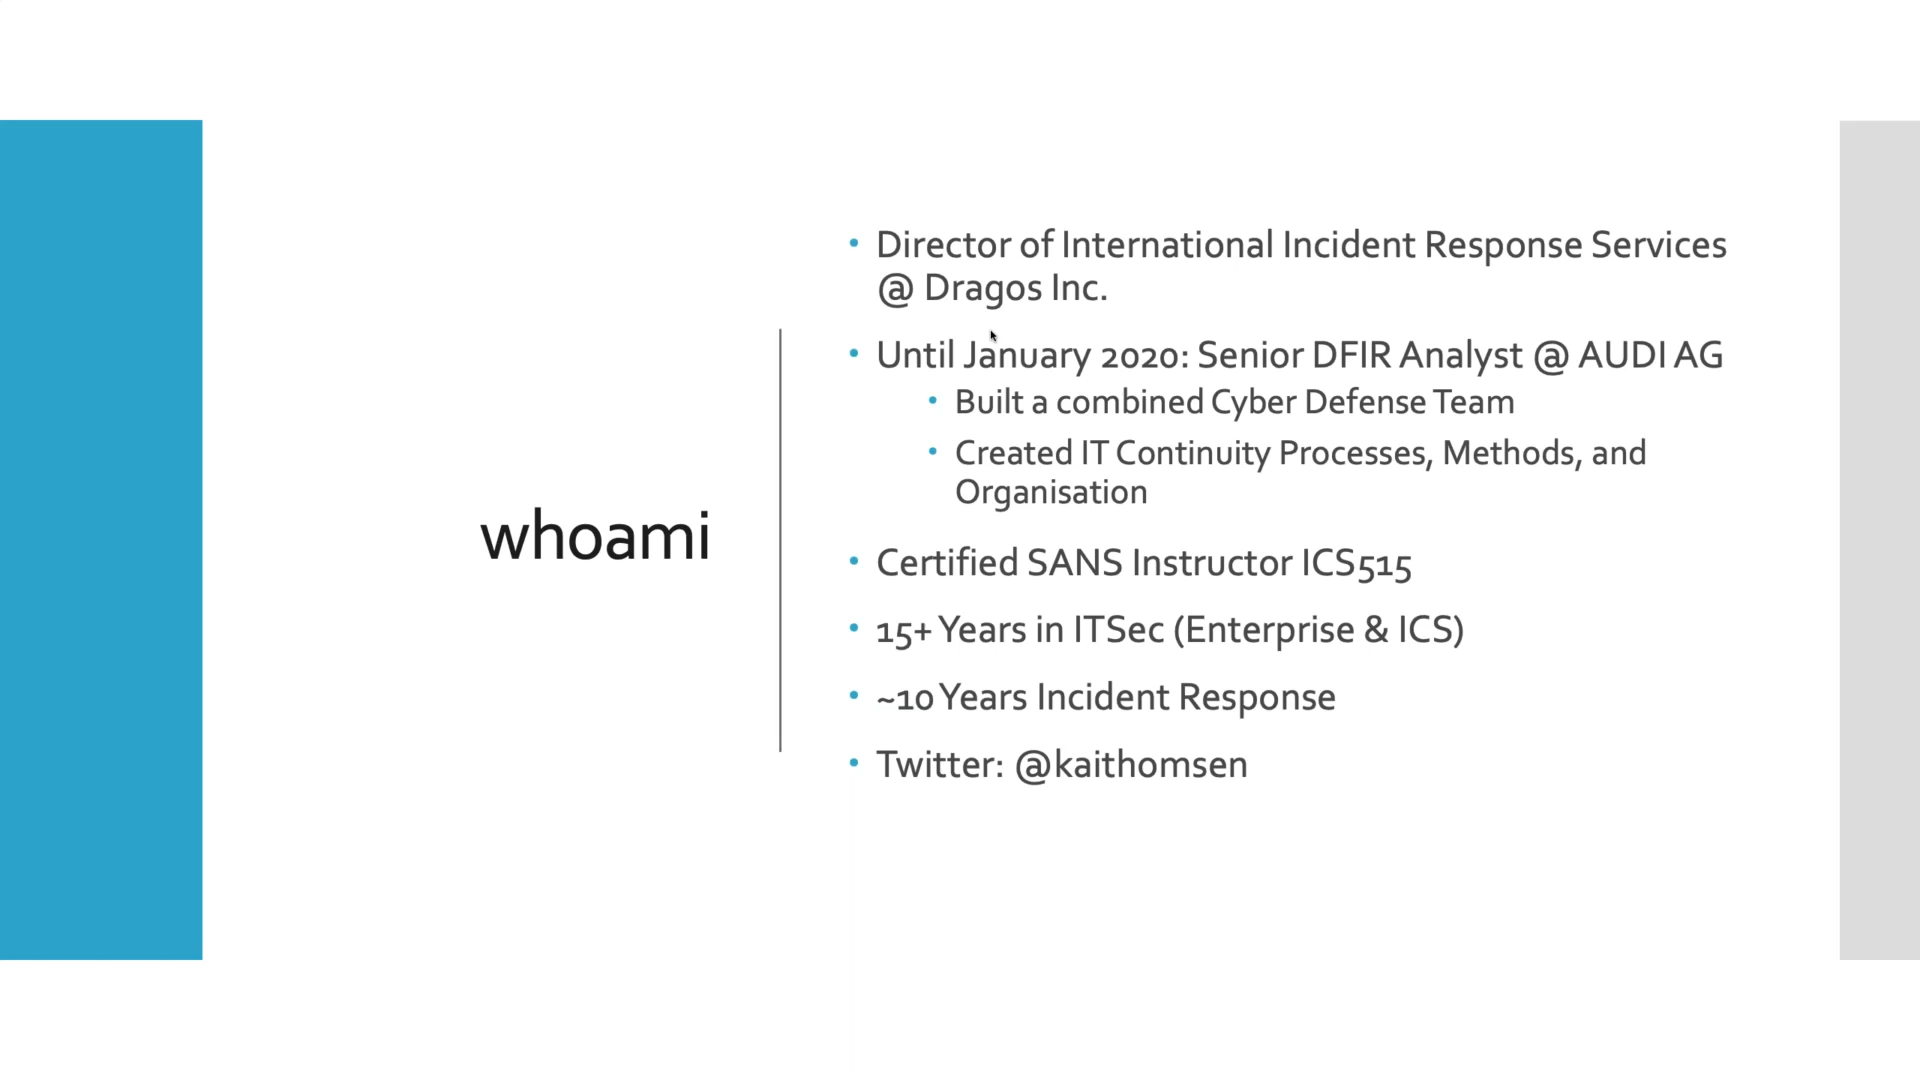 whoami
• Director of International Incident Response Services
@ Dragos Inc.
• Until January 2020: Senior DFIR Analyst @ AUDI AG
• Built a combined Cyber Defense Team
• Created IT Continuity Processes, Methods, and
Organisation
• Certified SANS Instructor ICS515
• 15+ Years in ITSec (Enterprise & ICS)
• ~10 Years Incident Response
• Twitter: @kaithomsen